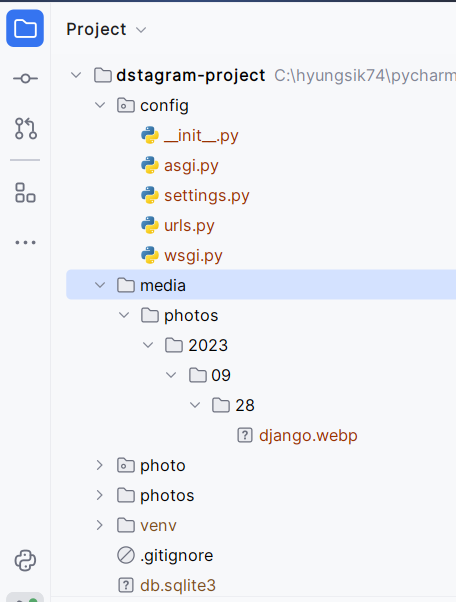 Project
dstagram-project C:\hyungsik74\pycharm
config
__init__.py
asgi.py
settings.py
urls.py
wsgi.py
media
photos
2023
09
28
django.webp
photo
photos
venv
.gitignore
db.sqlite3